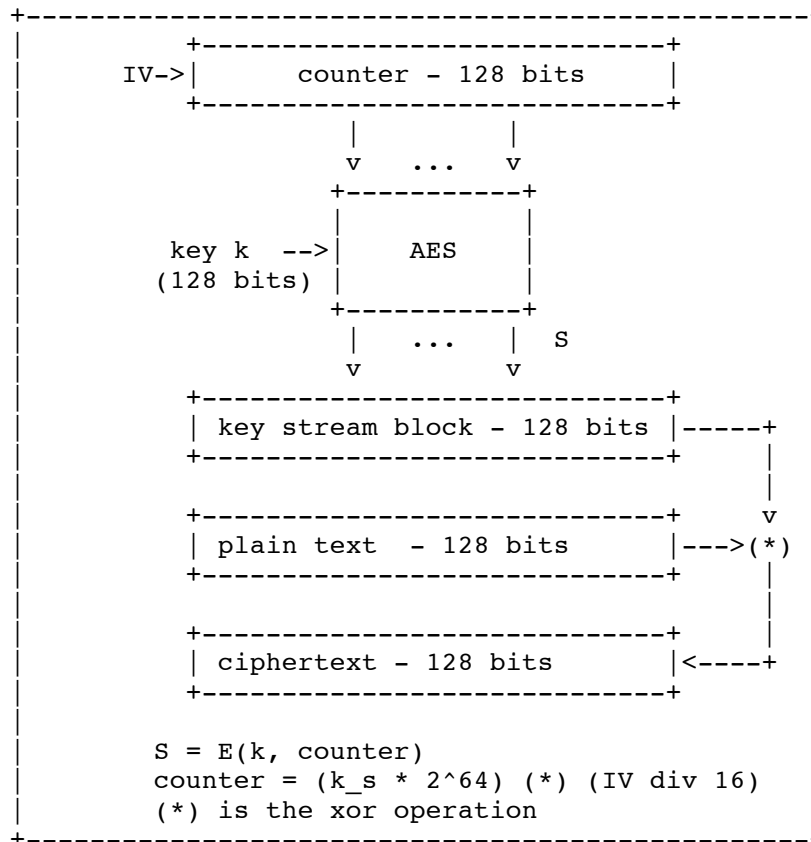 IV-> counter - 128 bits
v ... v
key k --> AES
(128 bits)
... S
v v
key stream block - 128 bits
v
plain text - 128 bits --->(*)
ciphertext - 128 bits <----+
S = E(k, counter)
counter = (k_s * 2^64) (*) (IV div 16)
(*) is the xor operation